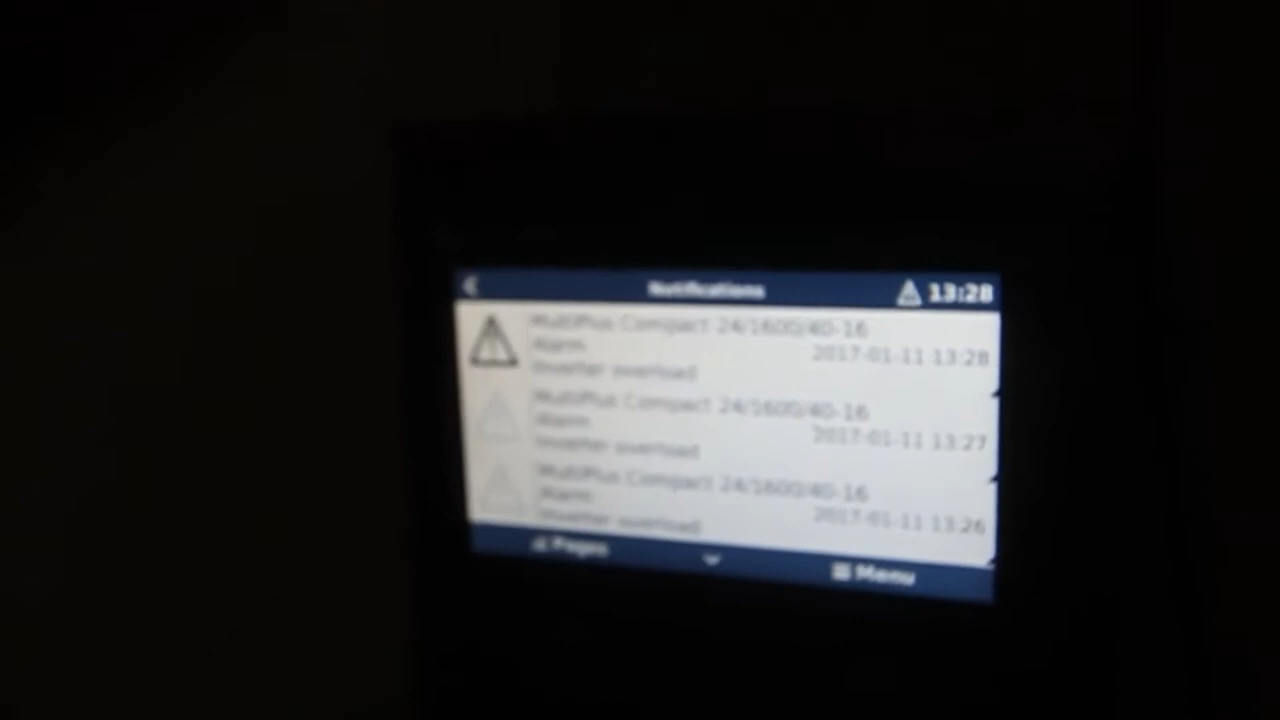 Notifications
13:28
MultiPlus Compact 24/1600/40-16
Alarm
2017-01-11 13:28
Inverter overload
MultiPlus Compact 24/1600/40-16
Alarm
2017-01-11 13:27
Inverter overload
MultiPlus Compact 24/1600/40-16
Alarm
2017-01-11 13:26
Inverter overload
Pages
Menu